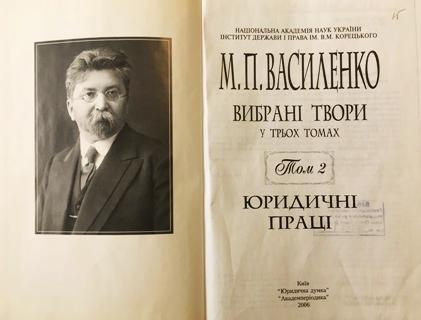 15
НАЦІОНАЛЬНА АКАДЕМІЯ НАУК УКРАЇНИ
ІНСТИТУТ ДЕРЖАВИ І ПРАВА ІМ. В.М. КОРЕЦЬКОГО
М.П. ВАСИЛЕНКО
ВИБРАНІ ТВОРИ
У ТРЬОХ ТОМАХ
Том 2
ЮРИДИЧНІ
ПРАЦІ
Київ
"Юридична думка"
"Академперіодика"
2006